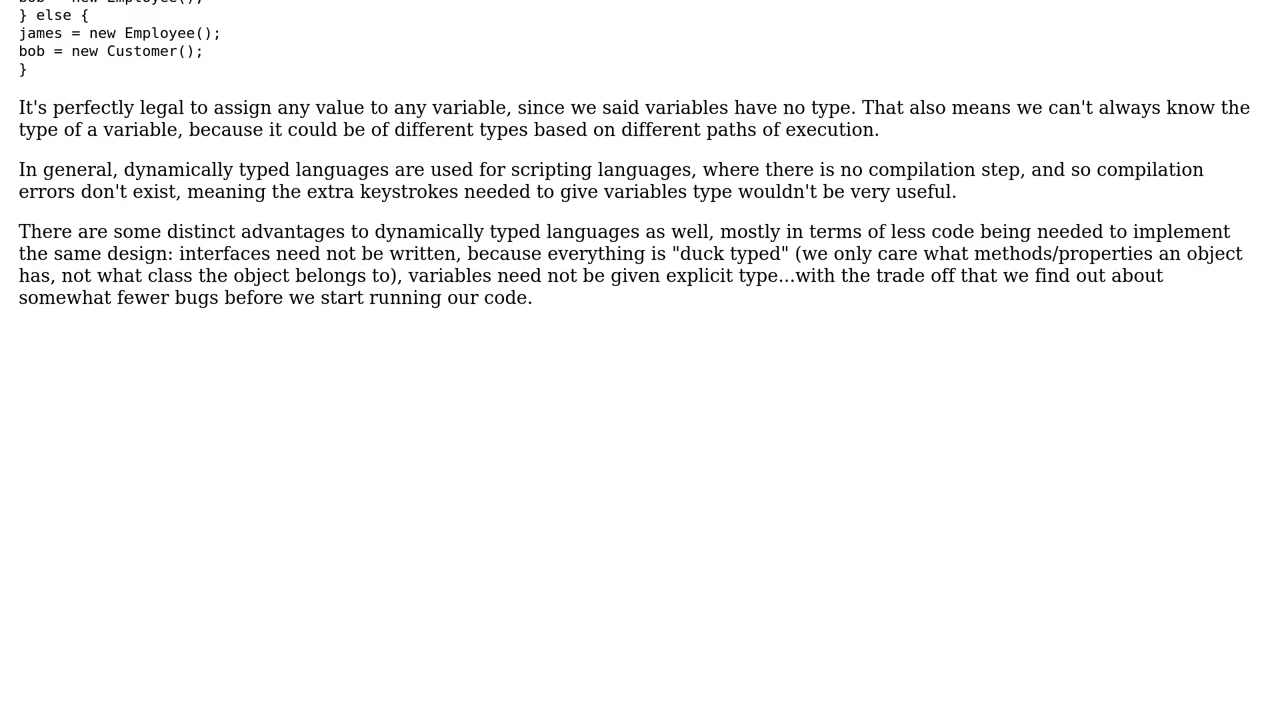 bob = new Employee();
} else {
james = new Employee();
bob = new Customer();
}
It's perfectly legal to assign any value to any variable, since we said variables have no type. That also means we can't always know the
type of a variable, because it could be of different types based on different paths of execution.
In general, dynamically typed languages are used for scripting languages, where there is no compilation step, and so compilation
errors don't exist, meaning the extra keystrokes needed to give variables type wouldn't be very useful.
There are some distinct advantages to dynamically typed languages as well, mostly in terms of less code being needed to implement
the same design: interfaces need not be written, because everything is "duck typed" (we only care what methods/properties an object
has, not what class the object belongs to), variables need not be given explicit type...with the trade off that we find out about
somewhat fewer bugs before we start running our code.